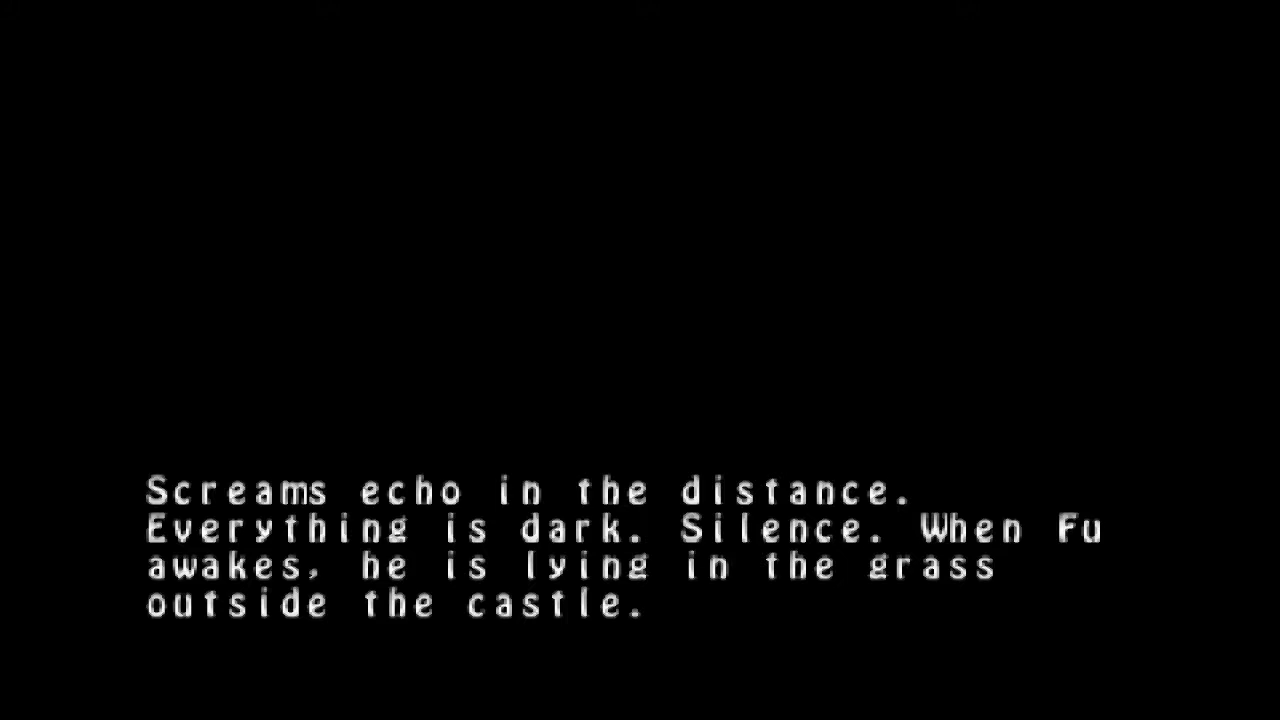 Screams echo in the distance.
Everything is dark. Silence. When Fu
awakes, he is lying in the grass
outside the castle.